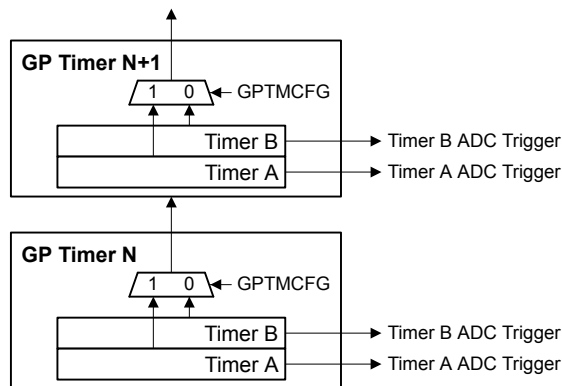 GP Timer N+1
1 0
GPTMCFG
Timer B
Timer B ADC Trigger
Timer A
Timer A ADC Trigger
GP Timer N
1 0
GPTMCFG
Timer B
Timer B ADC Trigger
Timer A
Timer A ADC Trigger